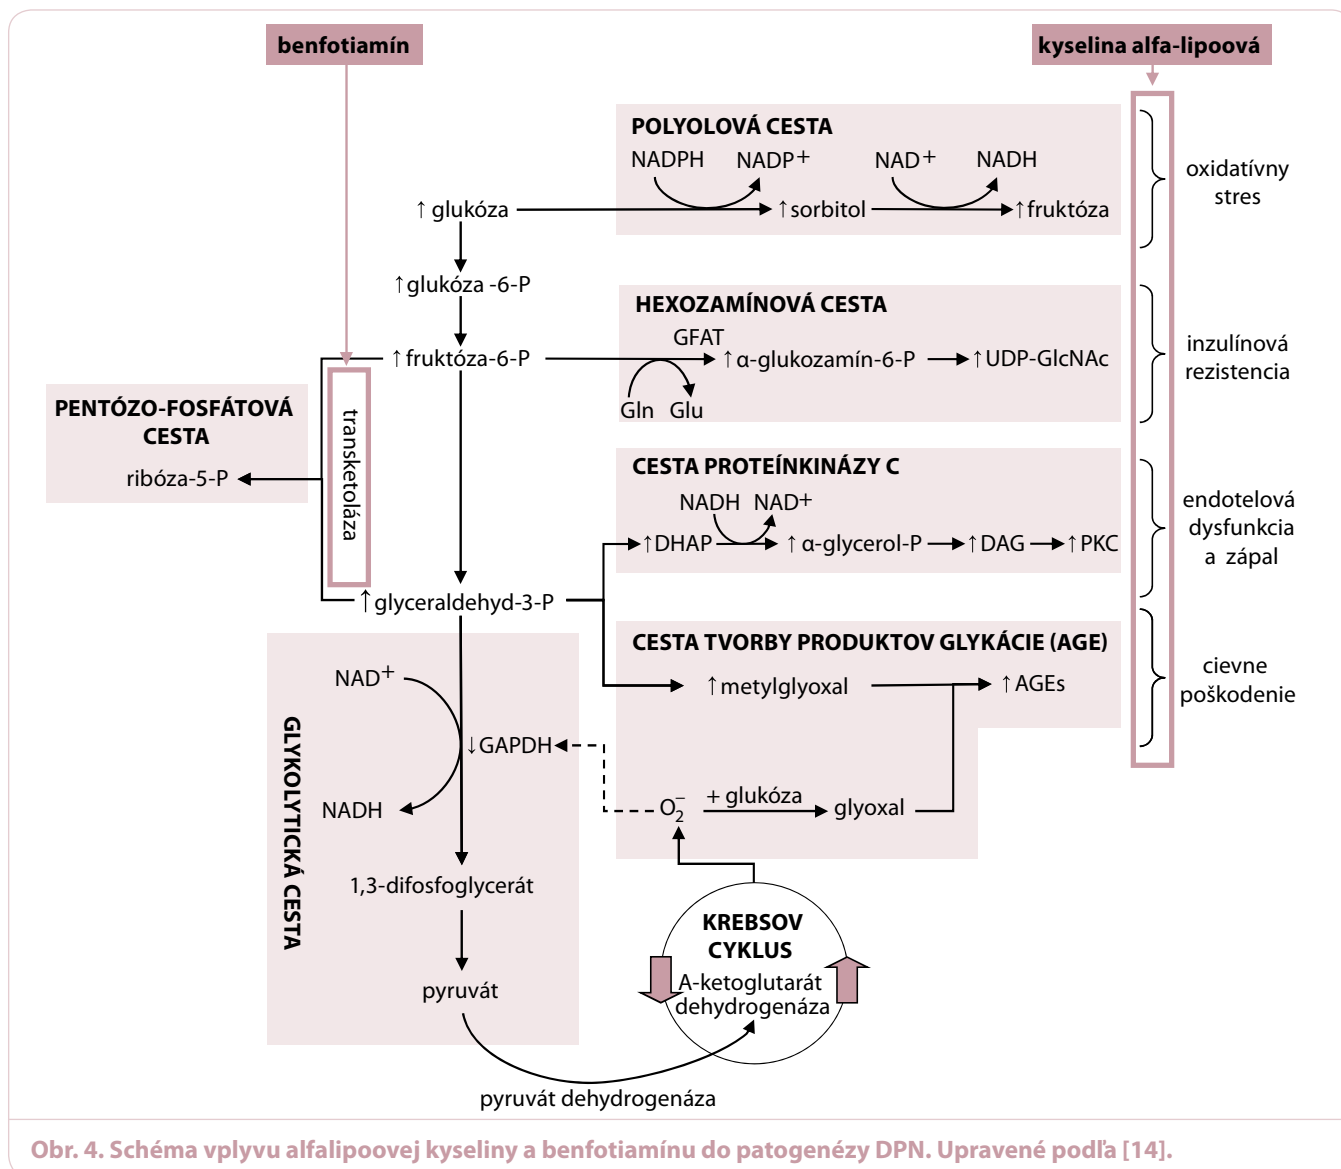 benfotiamín
kyselina alfa-lipoová
POLYOLOVÁ CESTA
NADPH NADP+ NAD+ NADH
↑ glukóza ↑ sorbitol ↑ fruktóza
oxidatívny
stres
↑ glukóza -6-P
HEXOZAMÍNOVÁ CESTA
GFAT
↑ fruktóza-6-P ↑ α-glukozamín-6-P ↑ UDP-GlcNAc
Gln Glu
inzulínová
rezistencia
PENTÓZO-FOSFÁTOVÁ
CESTA
ribóza-5-P
transketoláza
CESTA PROTEÍNKINÁZY C
NADH NAD+
↑ DHAP ↑ α-glycerol-P ↑ DAG ↑ PKC
endotelová
dysfunkcia
a zápal
↑ glyceraldehyd-3-P
CESTA TVORBY PRODUKTOV GLYKÁCIE (AGE)
↑ metylglyoxal ↑ AGEs
cievne
poškodenie
NAD+
↓ GAPDH
NADH
O2− + glukóza glyoxal
GLYKOLYTICKÁ CESTA
1,3-difosfoglycerát
pyruvát
KREBSOV
CYKLUS
A-ketoglutarát
dehydrogenáza
pyruvát dehydrogenáza
Obr. 4. Schéma vplyvu alfalipoovej kyseliny a benfotiamínu do patogenézy DPN. Upravené podľa [14].